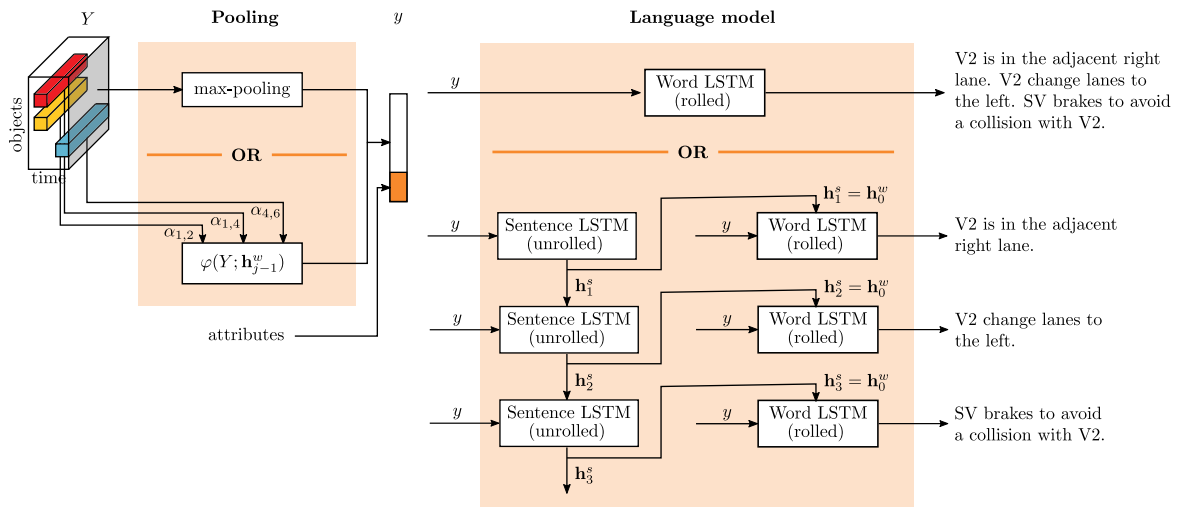 Y
Pooling
y
Language model
objects
time
max-pooling
OR
α1,2
α1,4
α4,6
φ(Y; h^w_{j−1})
attributes
y
Word LSTM
(rolled)
V2 is in the adjacent right
lane. V2 change lanes to
the left. SV brakes to avoid
a collision with V2.
OR
y
Sentence LSTM
(unrolled)
h^s_1
h^s_1 = h^w_0
y
Word LSTM
(rolled)
V2 is in the adjacent
right lane.
y
Sentence LSTM
(unrolled)
h^s_2
h^s_2 = h^w_0
y
Word LSTM
(rolled)
V2 change lanes to
the left.
y
Sentence LSTM
(unrolled)
h^s_3
h^s_3 = h^w_0
y
Word LSTM
(rolled)
SV brakes to avoid
a collision with V2.